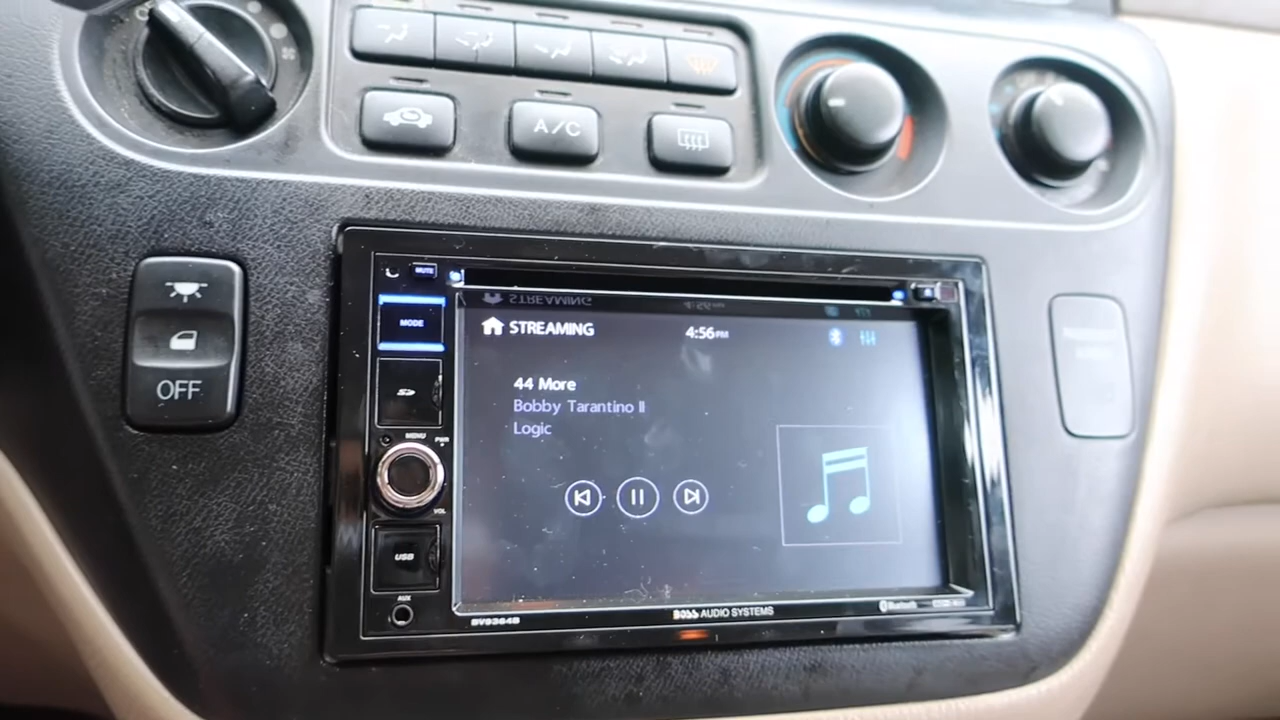 A/C
OFF
MUTE
MODE
STREAMING
4:56PM
44 More
Bobby Tarantino II
Logic
MENU
PWR
VOL
USB
AUX
BV9364B
BOSS AUDIO SYSTEMS
Bluetooth